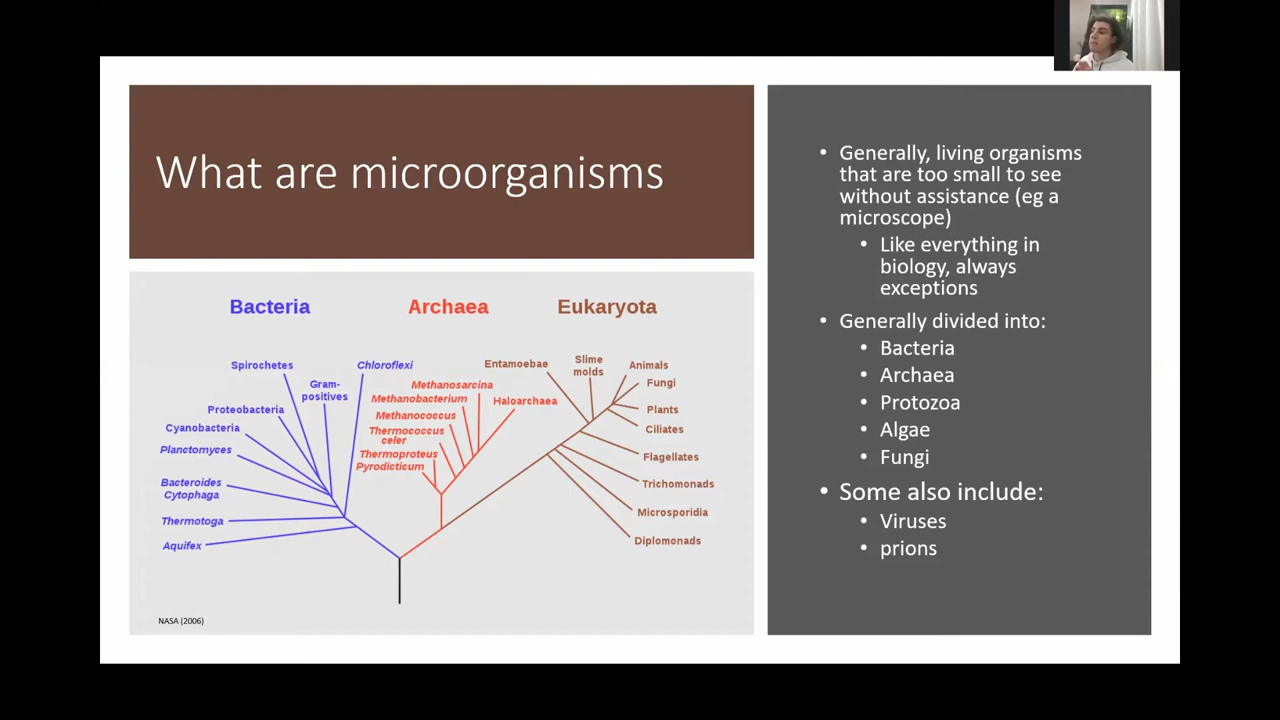 What are microorganisms
Bacteria
Archaea
Eukaryota
Spirochetes
Chloroflexi
Gram-
positives
Proteobacteria
Cyanobacteria
Planctomyces
Bacteroides
Cytophaga
Thermotoga
Aquifex
Methanosarcina
Methanobacterium
Haloarchaea
Methanococcus
Thermococcus
celer
Thermoproteus
Pyrodicticum
Entamoebae
Slime
molds
Animals
Fungi
Plants
Ciliates
Flagellates
Trichomonads
Microsporidia
Diplomonads
NASA (2006)
• Generally, living organisms
that are too small to see
without assistance (eg a
microscope)
• Like everything in
biology, always
exceptions
• Generally divided into:
• Bacteria
• Archaea
• Protozoa
• Algae
• Fungi
• Some also include:
• Viruses
• prions